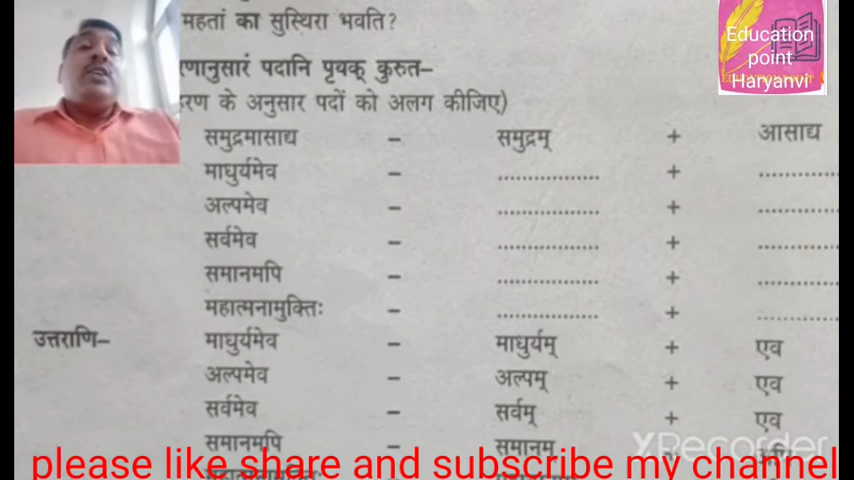 महतां का सुस्थिरा भवति?
Education
point
Haryanvi
रणानुसारं पदानि पृथक् कुरुत–
हरण के अनुसार पदों को अलग कीजिए)
समुद्रमासाद्य – समुद्रम् + आसाद्य
माधुर्यमेव – ................. + ............
अल्पमेव – ................. + ............
सर्वमेव – ................. + ............
समानमपि – ................. + ............
महात्मनामुक्तिः – ................. + ............
उत्तराणि– माधुर्यमेव – माधुर्यम् + एव
अल्पमेव – अल्पम् + एव
सर्वमेव – सर्वम् + एव
XRecorder
समानमपि – समानम् +
please like share and subscribe my channel